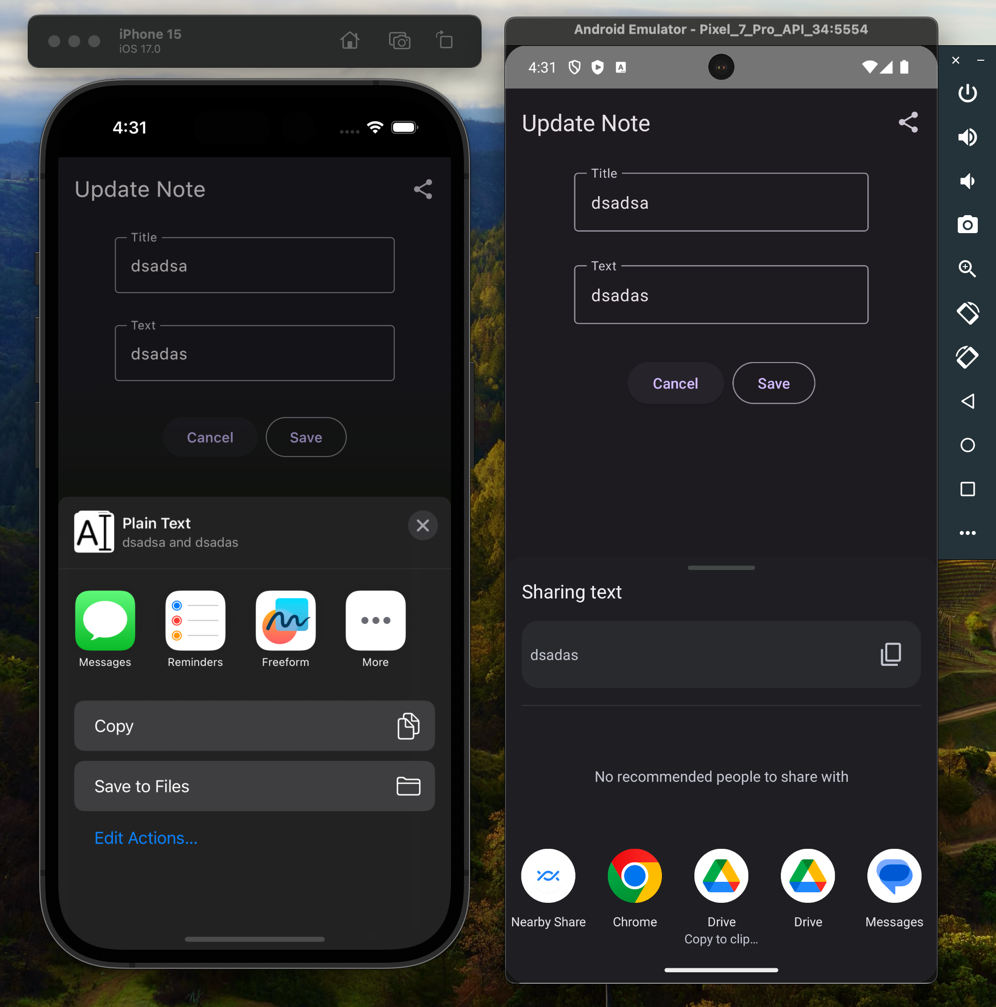 iPhone 15
iOS 17.0
4:31
Update Note
Title
dsadsa
Text
dsadas
Cancel
Save
AI
Plain Text
dsadsa and dsadas
Messages
Reminders
Freeform
More
Copy
Save to Files
Edit Actions...
Android Emulator - Pixel_7_Pro_API_34:5554
4:31
A
Update Note
Title
dsadsa
Text
dsadas
Cancel
Save
Sharing text
dsadas
No recommended people to share with
Nearby Share
Chrome
Drive
Copy to clip...
Drive
Messages